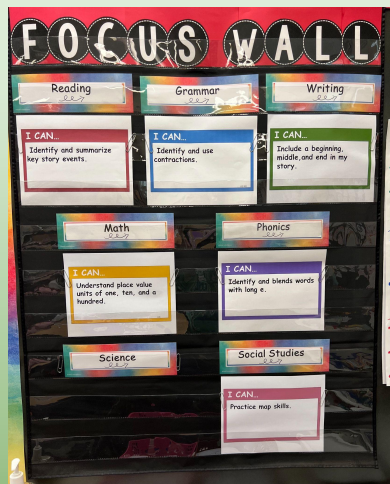 FOCUS WALL
Reading
Grammar
Writing
I CAN...
Identify and summarize
key story events.
I CAN...
Identify and use
contractions.
I CAN...
Include a beginning,
middle,and end in my
story.
Math
Phonics
I CAN...
Understand place value
units of one, ten, and a
hundred.
I CAN...
Identify and blends words
with long e.
Science
Social Studies
I CAN...
Practice map skills.